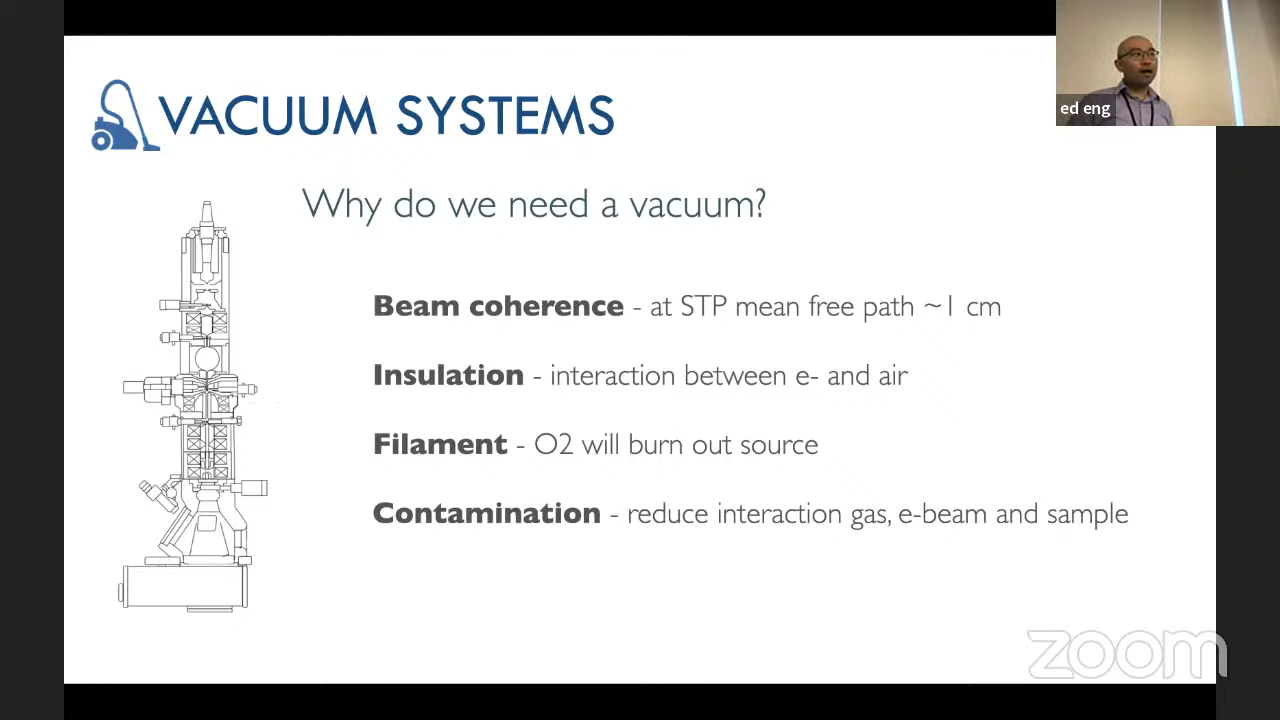 VACUUM SYSTEMS
ed eng
Why do we need a vacuum?
Beam coherence - at STP mean free path ~1 cm
Insulation - interaction between e- and air
Filament - O2 will burn out source
Contamination - reduce interaction gas, e-beam and sample
zoom